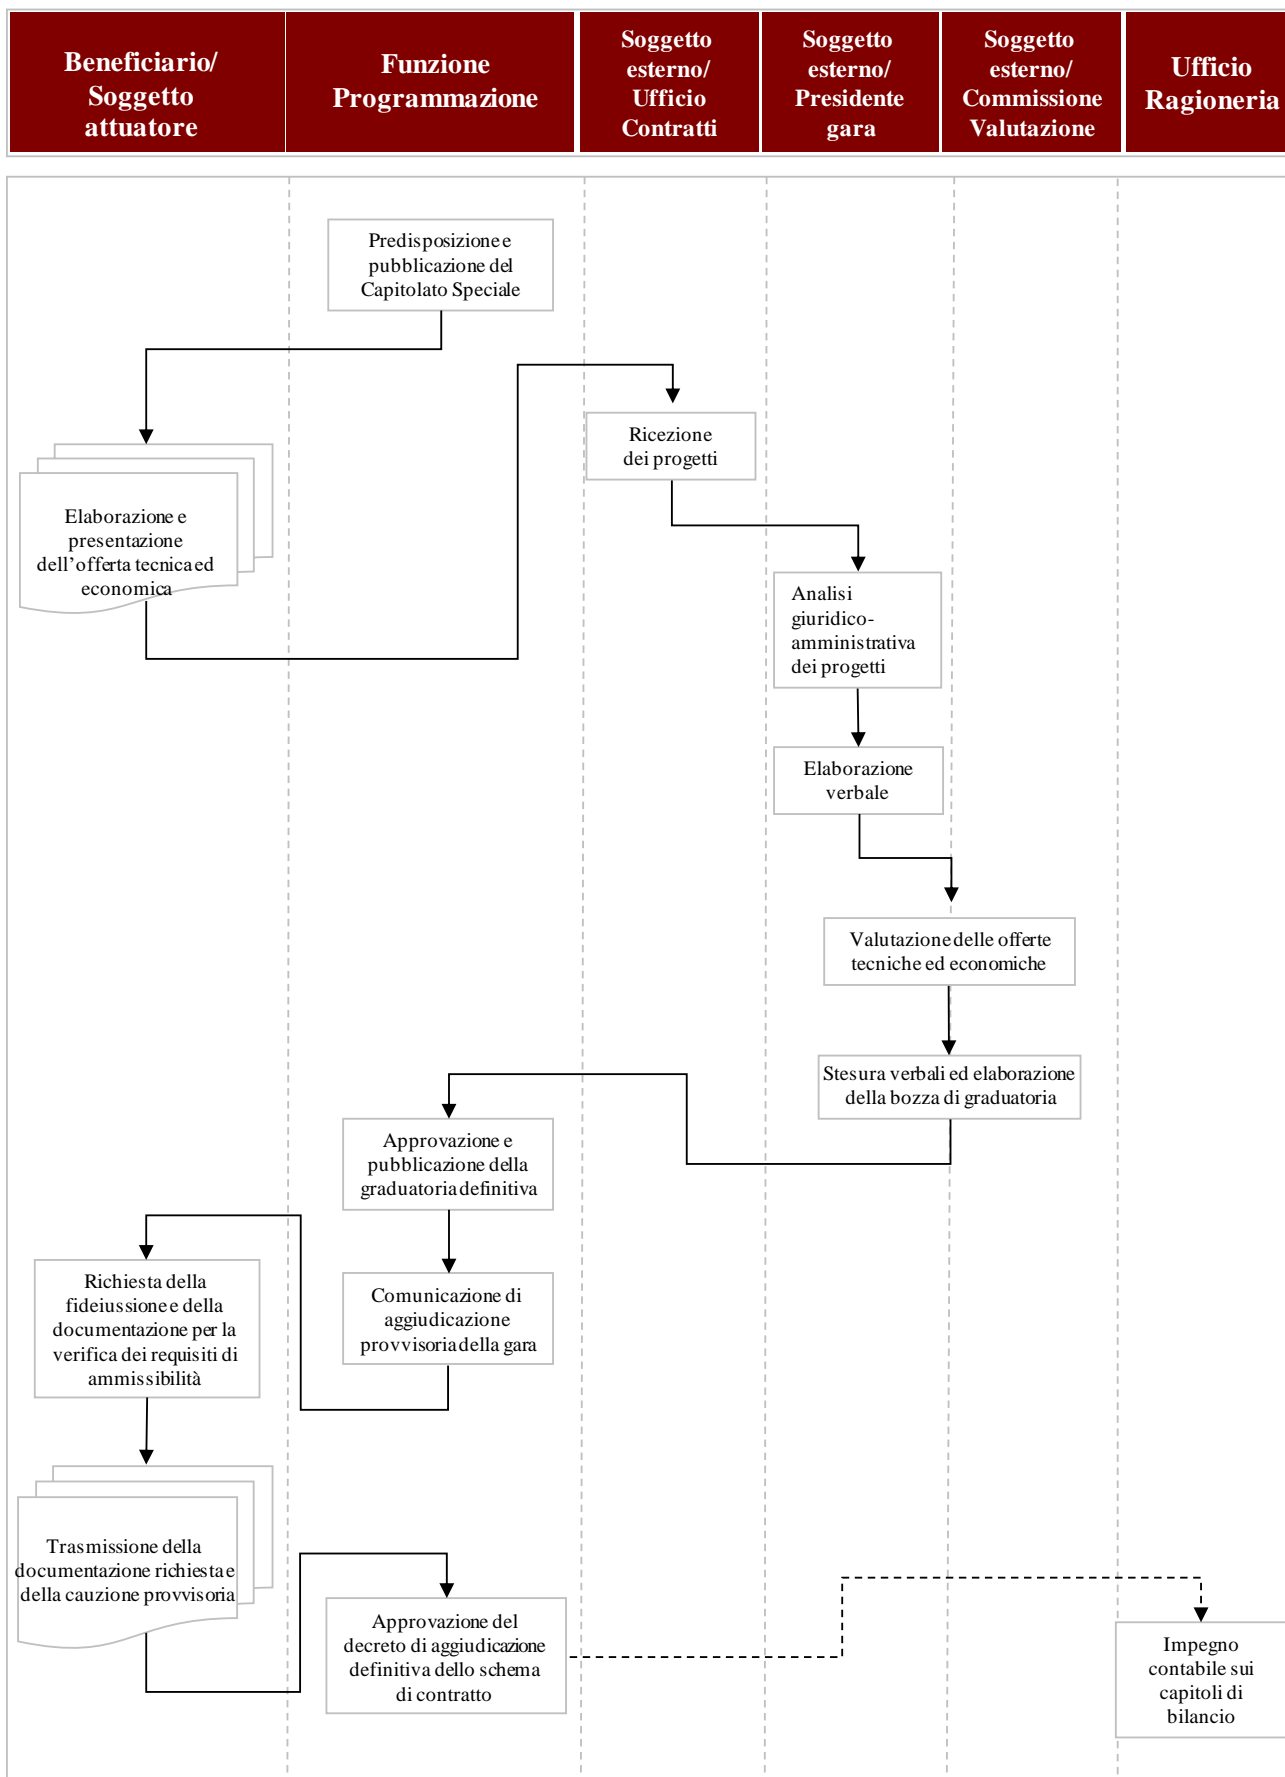 Beneficiario/
Soggetto
attuatore
Funzione
Programmazione
Soggetto
esterno/
Ufficio
Contratti
Soggetto
esterno/
Presidente
gara
Soggetto
esterno/
Commissione
Valutazione
Ufficio
Ragioneria
Predisposizione e
pubblicazione del
Capitolato Speciale
Ricezione
dei progetti
Elaborazione e
presentazione
dell'offerta tecnica ed
economica
Analisi
giuridico-
amministrativa
dei progetti
Elaborazione
verbale
Valutazione delle offerte
tecniche ed economiche
Stesura verbali ed elaborazione
della bozza di graduatoria
Approvazione e
pubblicazione della
graduatoria definitiva
Comunicazione di
aggiudicazione
provvisoria della gara
Richiesta della
fideiussione e della
documentazione per la
verifica dei requisiti di
ammissibilità
Trasmissione della
documentazione richiesta e
della cauzione provvisoria
Approvazione del
decreto di aggiudicazione
definitiva dello schema
di contratto
Impegno
contabile sui
capitoli di
bilancio